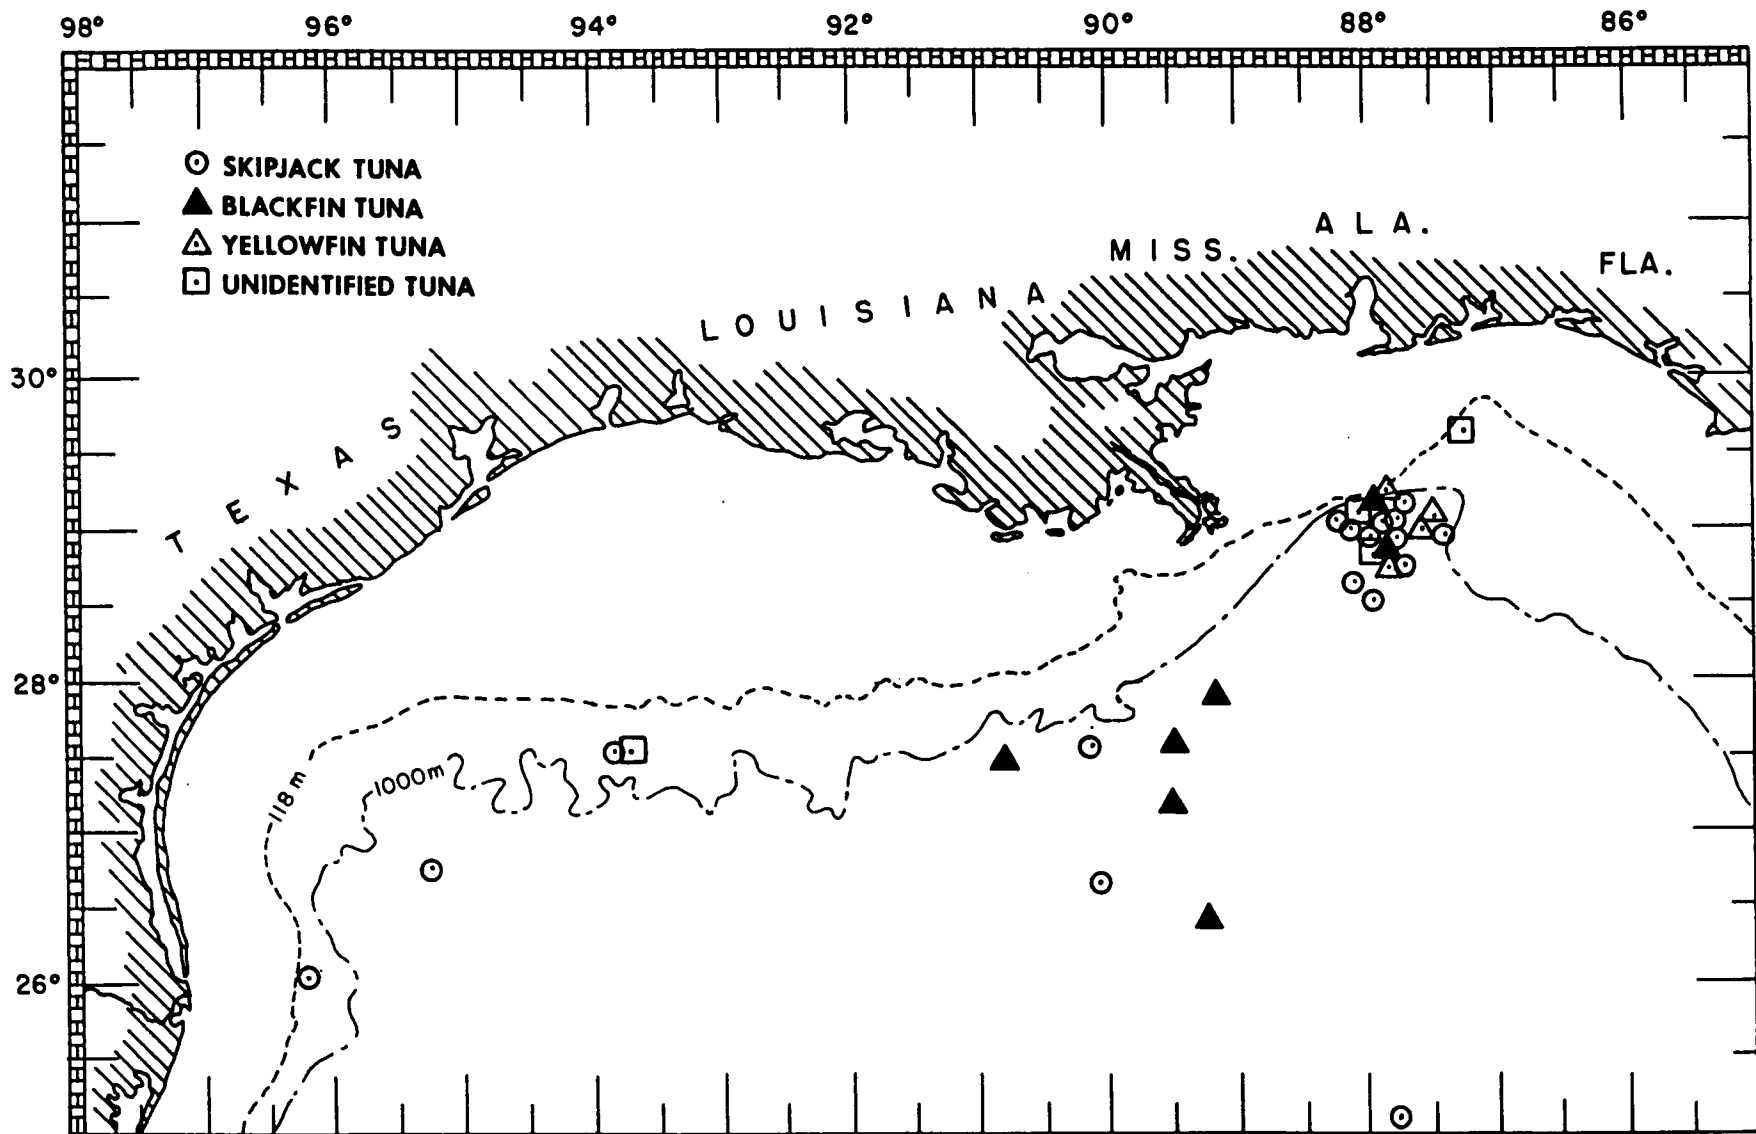 98° 96° 94° 92° 90° 88° 86°
SKIPJACK TUNA
BLACKFIN TUNA
YELLOWFIN TUNA
UNIDENTIFIED TUNA
ALA.
MISS.
FLA.
LOUISIANA
30°
TEXAS
28°
118m
1000m
26°